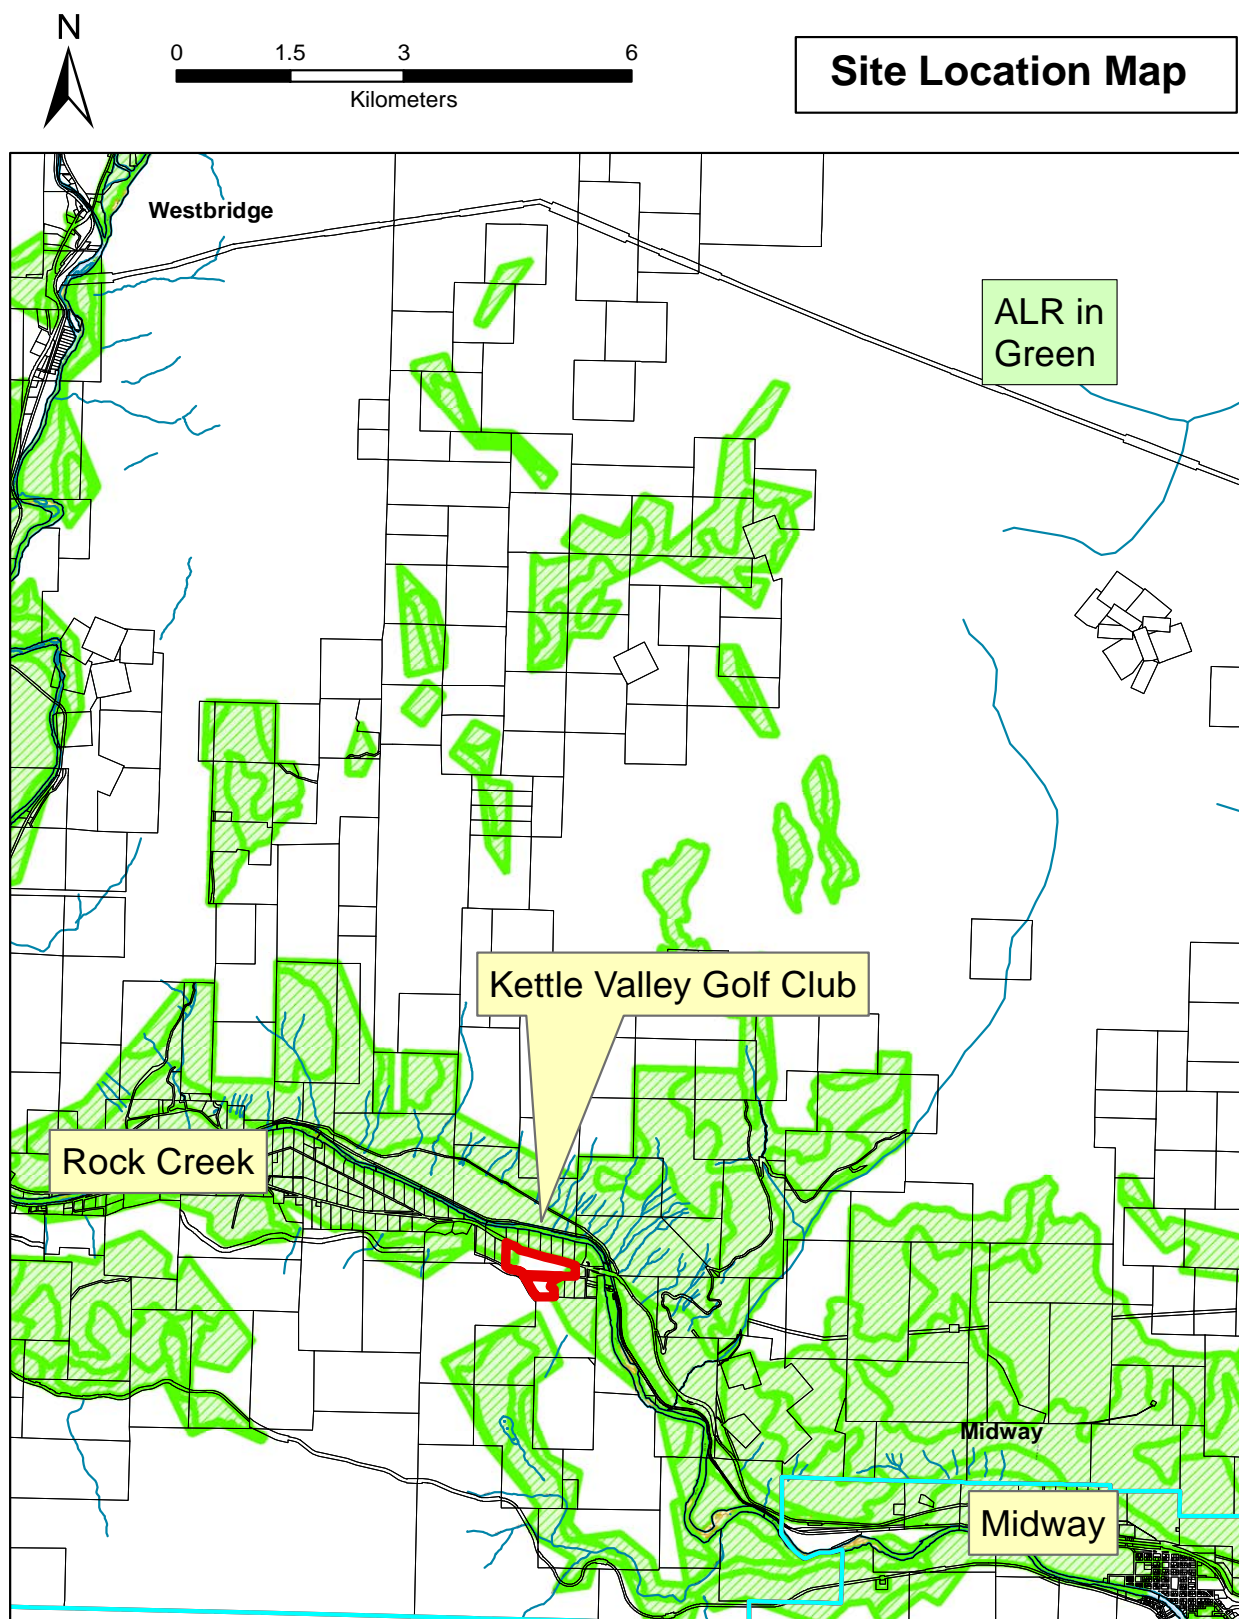 N
0 1.5 3 6
Kilometers
Site Location Map
Westbridge
ALR in
Green
Kettle Valley Golf Club
Rock Creek
Midway
Midway